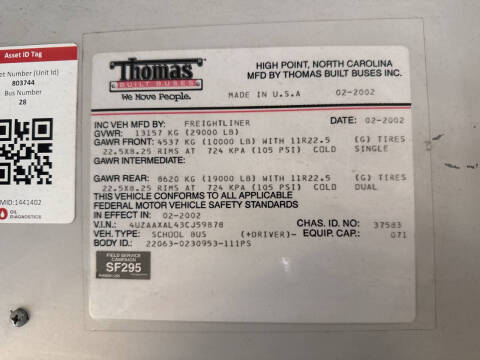 Asset ID Tag
et Number (Unit Id)
803744
Bus Number
28
MID:1441402
OIL
DIAGNOSTICS
Thomas
BUILT BUSES
We Move People.
HIGH POINT, NORTH CAROLINA
MFD BY THOMAS BUILT BUSES INC.
MADE IN U.S.A 02-2002
INC VEH MFD BY: FREIGHTLINER DATE: 02-2002
GVWR: 13157 KG (29000 LB)
GAWR FRONT: 4537 KG (10000 LB) WITH 11R22.5 (G) TIRES
22.5X8.25 RIMS AT 724 KPA (105 PSI) COLD SINGLE
GAWR INTERMEDIATE:
GAWR REAR: 8620 KG (19000 LB) WITH 11R22.5 (G) TIRES
22.5X8.25 RIMS AT 724 KPA (105 PSI) COLD DUAL
THIS VEHICLE CONFORMS TO ALL APPLICABLE
FEDERAL MOTOR VEHICLE SAFETY STANDARDS
IN EFFECT IN: 02-2002
V.I.N.: 4UZAAXAL43CJ59878 CHAS. ID. NO: 37583
VEH. TYPE: SCHOOL BUS (+DRIVER)- EQUIP. CAP.: 071
BODY ID.: 22063-0230953-111PS
FIELD SERVICE
CAMPAIGN
SF295